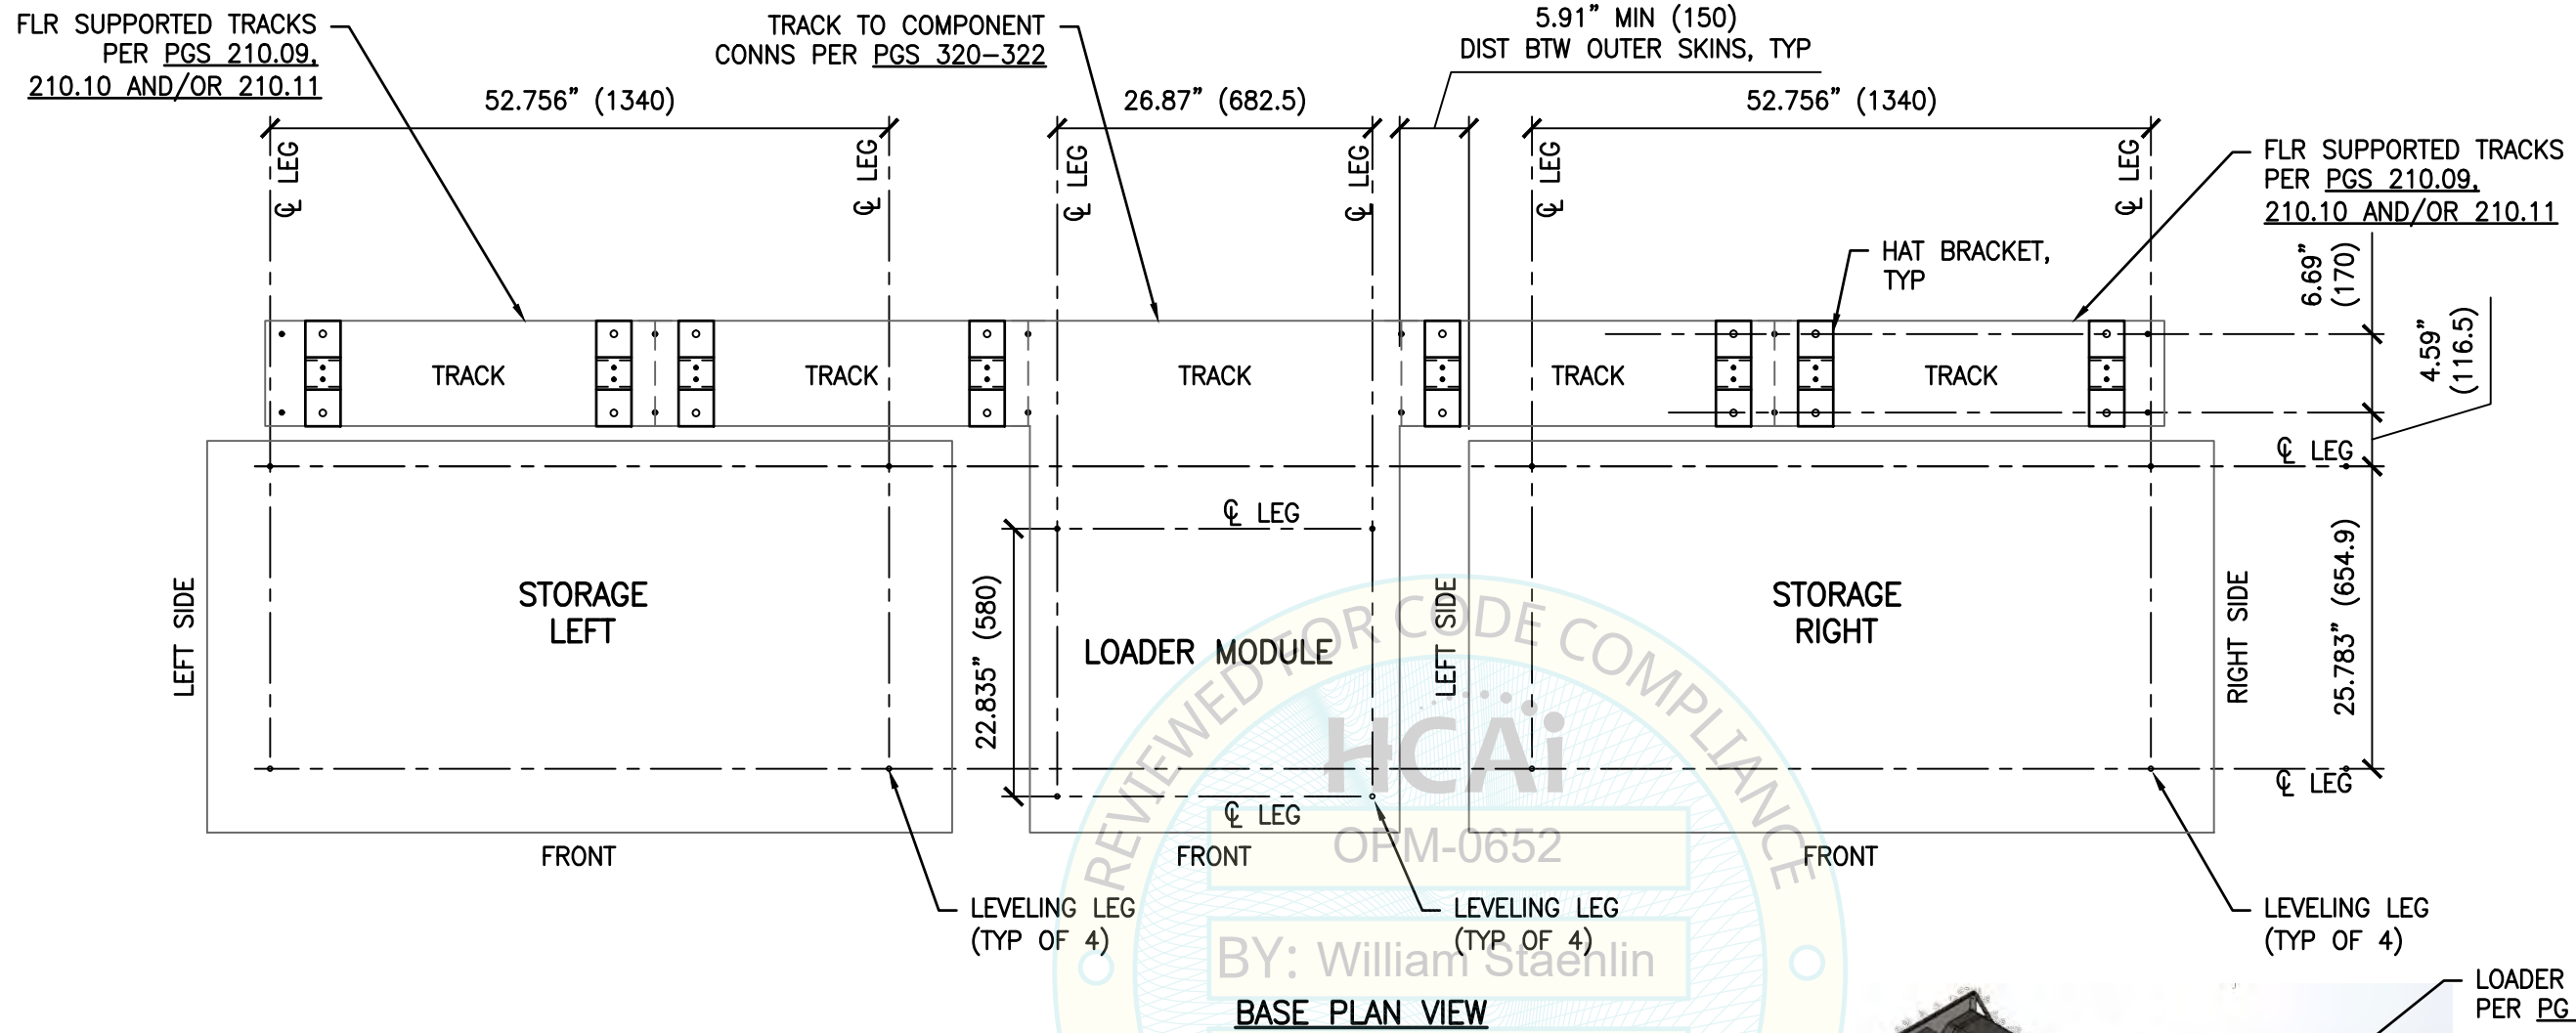 FLR SUPPORTED TRACKS
PER PGS 210.09,
210.10 AND/OR 210.11
TRACK TO COMPONENT
CONNS PER PGS 320-322
5.91" MIN (150)
DIST BTW OUTER SKINS, TYP
52.756" (1340)
26.87" (682.5)
52.756" (1340)
℄ LEG
℄ LEG
℄ LEG
℄ LEG
℄ LEG
℄ LEG
FLR SUPPORTED TRACKS
PER PGS 210.09,
210.10 AND/OR 210.11
HAT BRACKET,
TYP
6.69"
(170)
4.59"
(116.5)
TRACK
TRACK
TRACK
TRACK
TRACK
℄ LEG
℄ LEG
LEFT SIDE
STORAGE
LEFT
22.835" (580)
LOADER MODULE
LEFT SIDE
STORAGE
RIGHT
RIGHT SIDE
25.783" (654.9)
℄ LEG
℄ LEG
FRONT
FRONT
FRONT
REVIEWED FOR CODE COMPLIANCE
HCAi
OPM-0652
BY: William Staehlin
LEVELING LEG
(TYP OF 4)
LEVELING LEG
(TYP OF 4)
LEVELING LEG
(TYP OF 4)
LOADER
PER PG
BASE PLAN VIEW